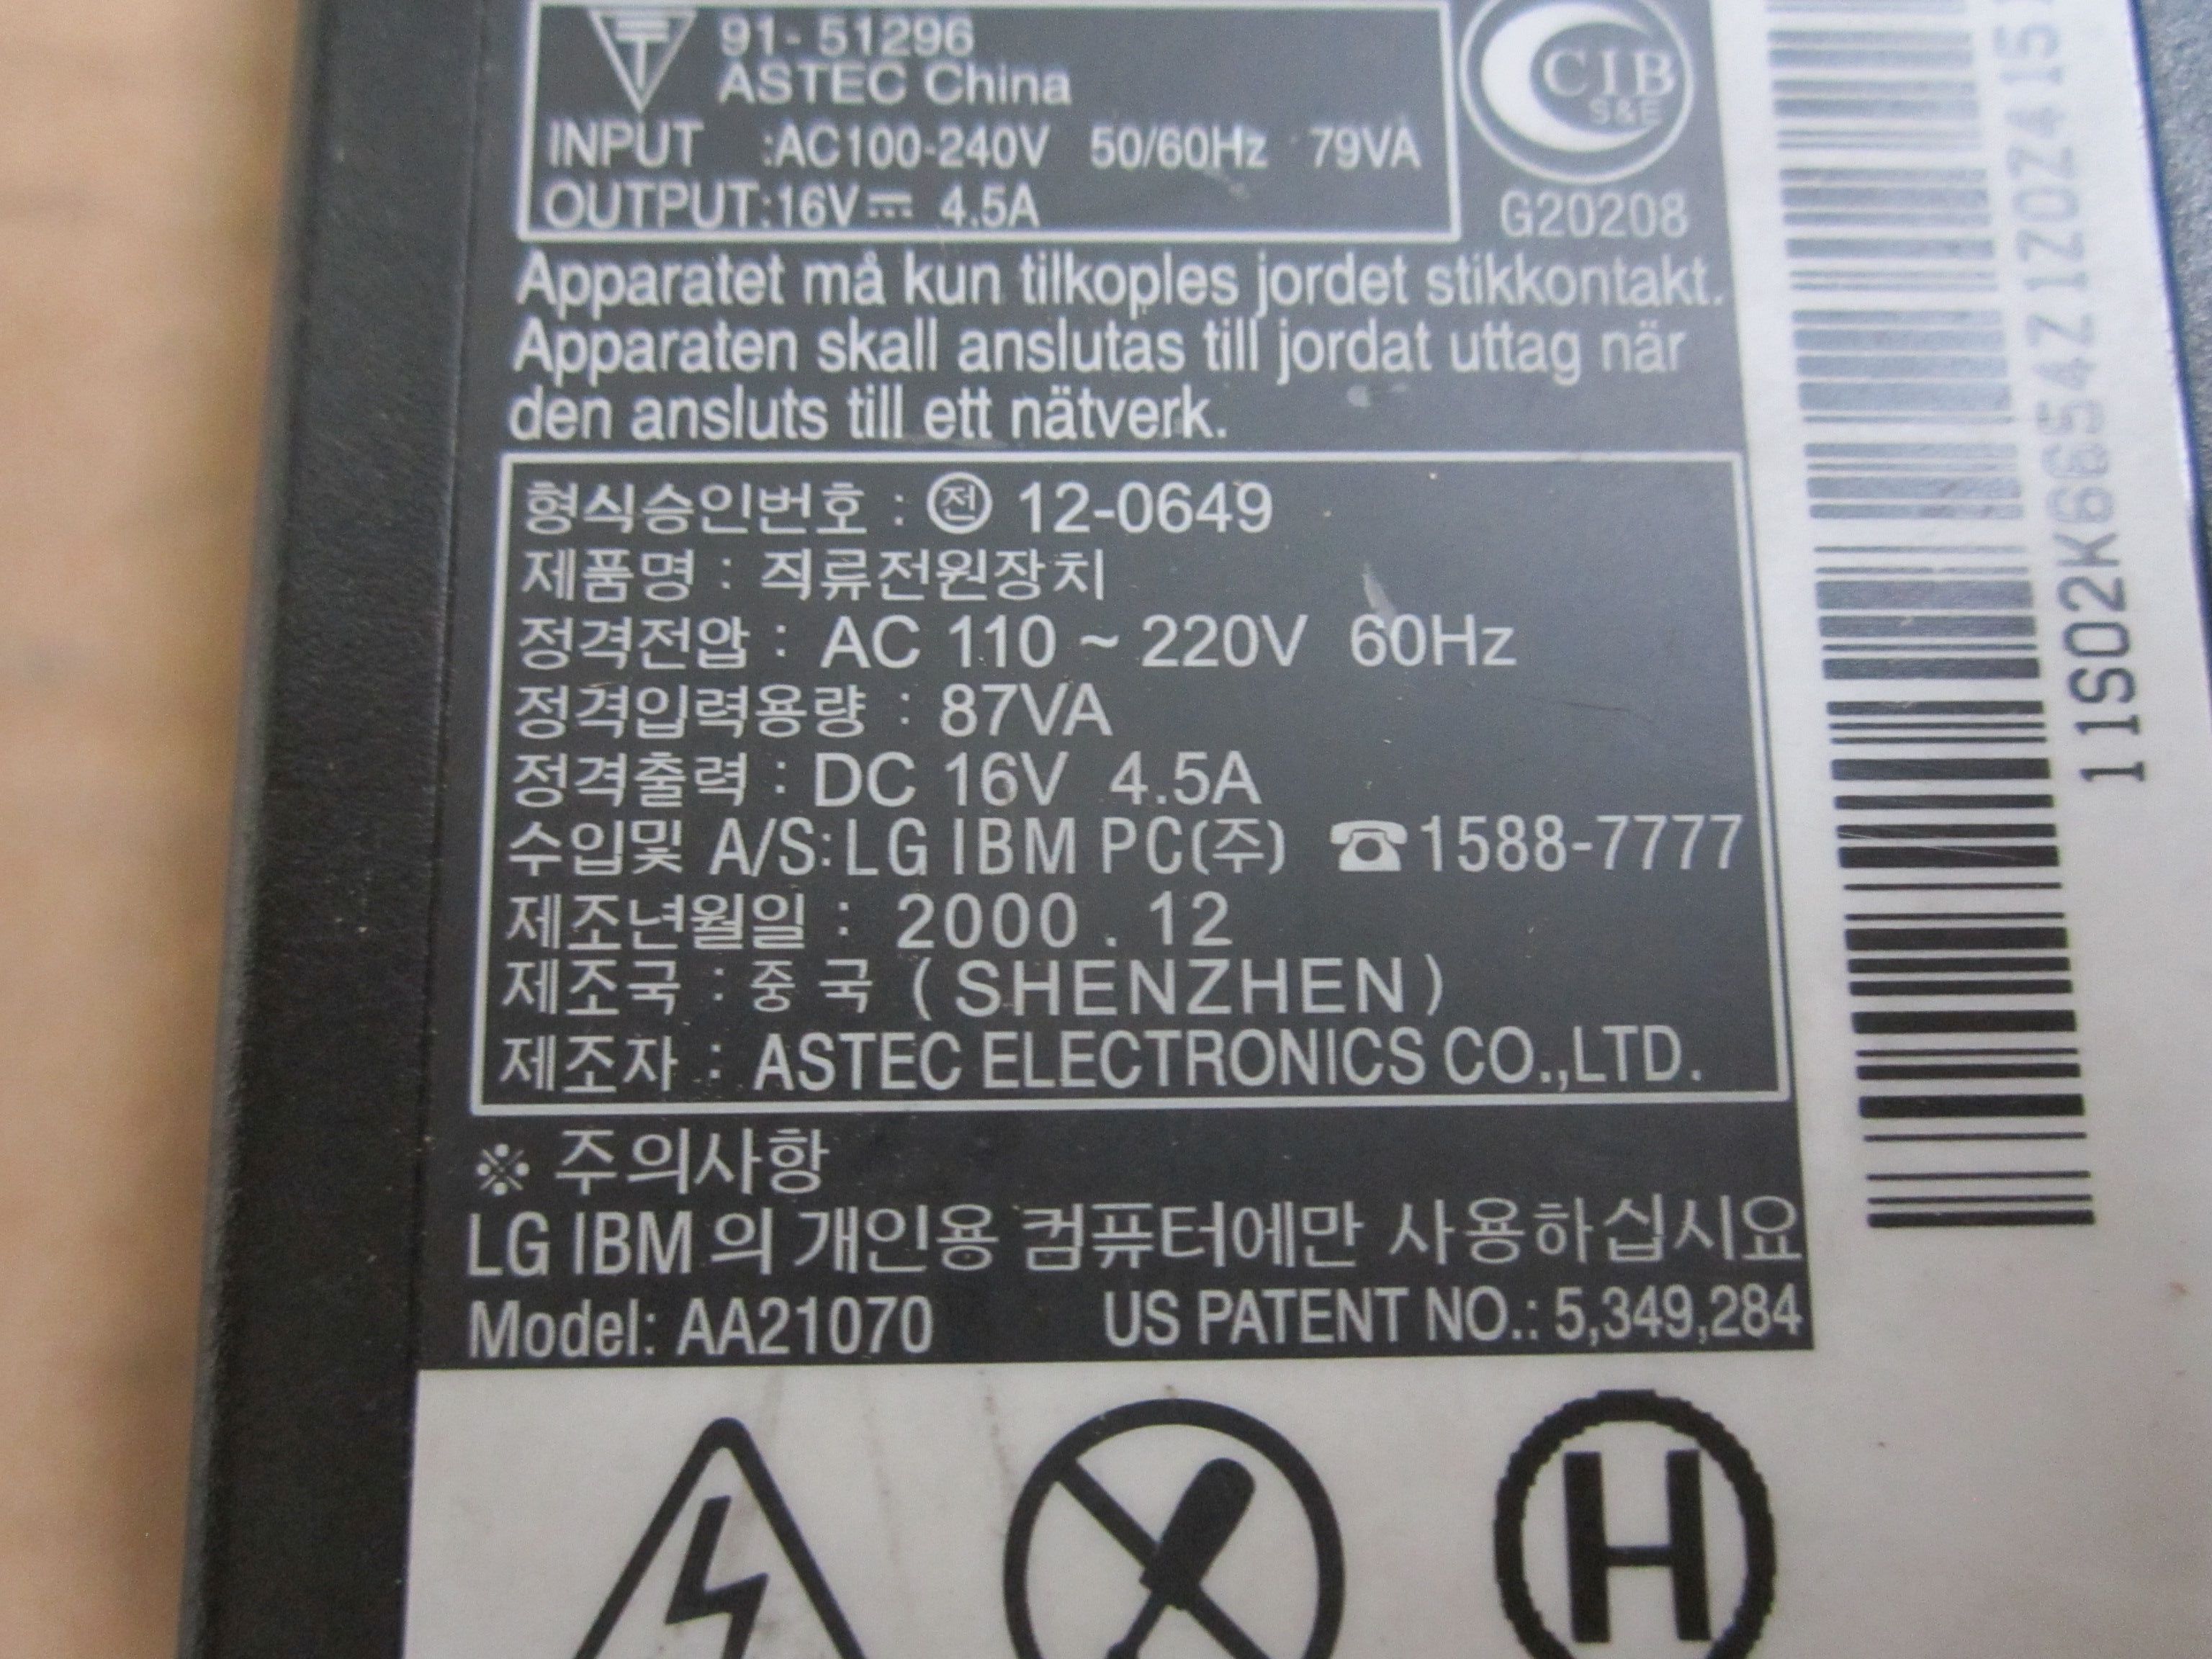 T
91-51296
ASTEC China
INPUT :AC100-240V 50/60Hz 79VA
OUTPUT:16V⎓ 4.5A
CIB
S&E
G20208
Apparatet må kun tilkoples jordet stikkontakt.
Apparaten skall anslutas till jordat uttag när
den ansluts till ett nätverk.
형식승인번호 : ㉠전 12-0649
제품명 : 직류전원장치
정격전압 : AC 110 ~ 220V 60Hz
정격입력용량 : 87VA
정격출력 : DC 16V 4.5A
수입및 A/S:LG IBM PC(주) ☎1588-7777
제조년월일 : 2000 . 12
제조국 : 중국 ( SHENZHEN )
제조자 : ASTEC ELECTRONICS CO.,LTD.
※ 주의사항
LG IBM 의 개인용 컴퓨터에만 사용하십시요
Model: AA21070 US PATENT NO.: 5,349,284
H
11S02K6654Z1Z0Z415